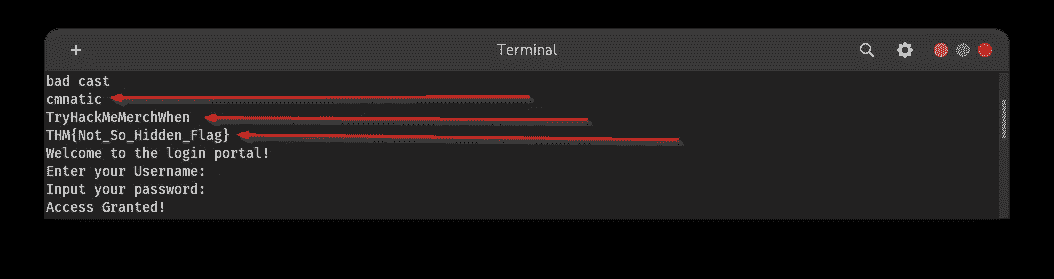 Terminal
bad cast
cmnatic
TryHackMeMerchWhen
THM{Not_So_Hidden_Flag}
Welcome to the login portal!
Enter your Username:
Input your password:
Access Granted!